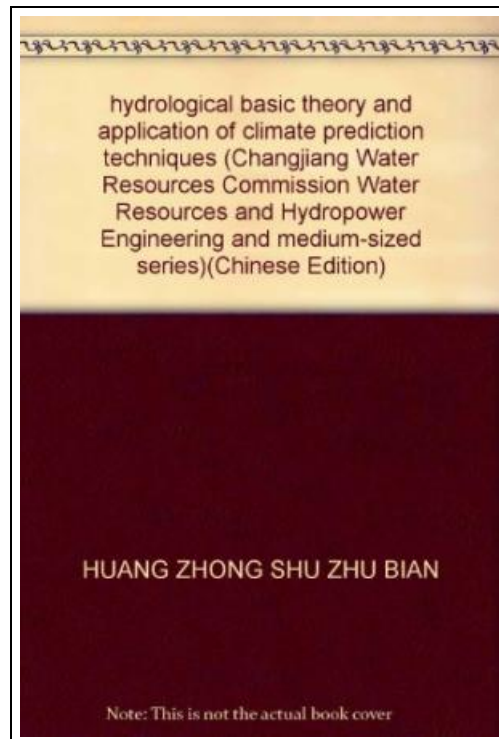 hydrological basic theory and
application of climate prediction
techniques (Changjiang Water
Resources Commission Water
Resources and Hydropower
Engineering and medium-sized
series)(Chinese Edition)
HUANG ZHONG SHU ZHU BIAN
Note: This is not the actual book cover